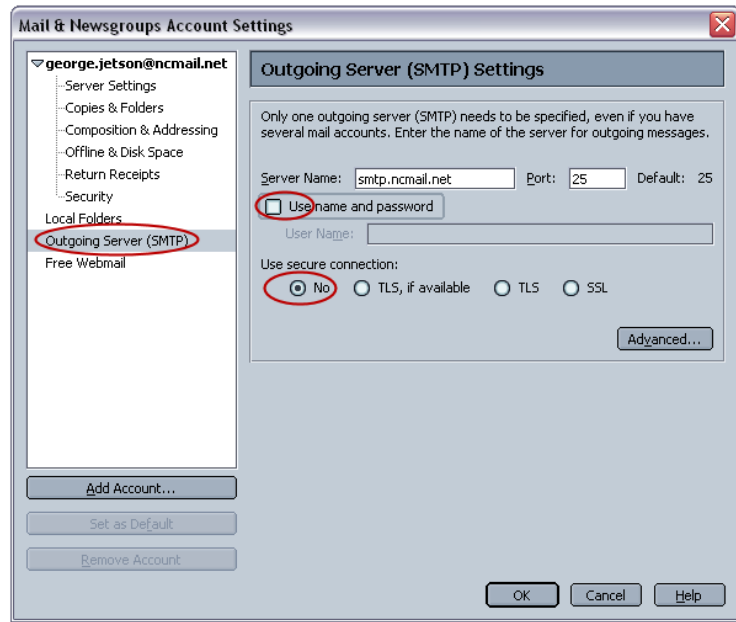 Mail & Newsgroups Account Settings
george.jetson@ncmail.net
Server Settings
Copies & Folders
Composition & Addressing
Offline & Disk Space
Return Receipts
Security
Local Folders
Outgoing Server (SMTP)
Free Webmail
Add Account...
Set as Default
Remove Account
Outgoing Server (SMTP) Settings
Only one outgoing server (SMTP) needs to be specified, even if you have
several mail accounts. Enter the name of the server for outgoing messages.
Server Name: smtp.ncmail.net Port: 25 Default: 25
Use name and password
User Name:
Use secure connection:
No TLS, if available TLS SSL
Advanced...
OK Cancel Help